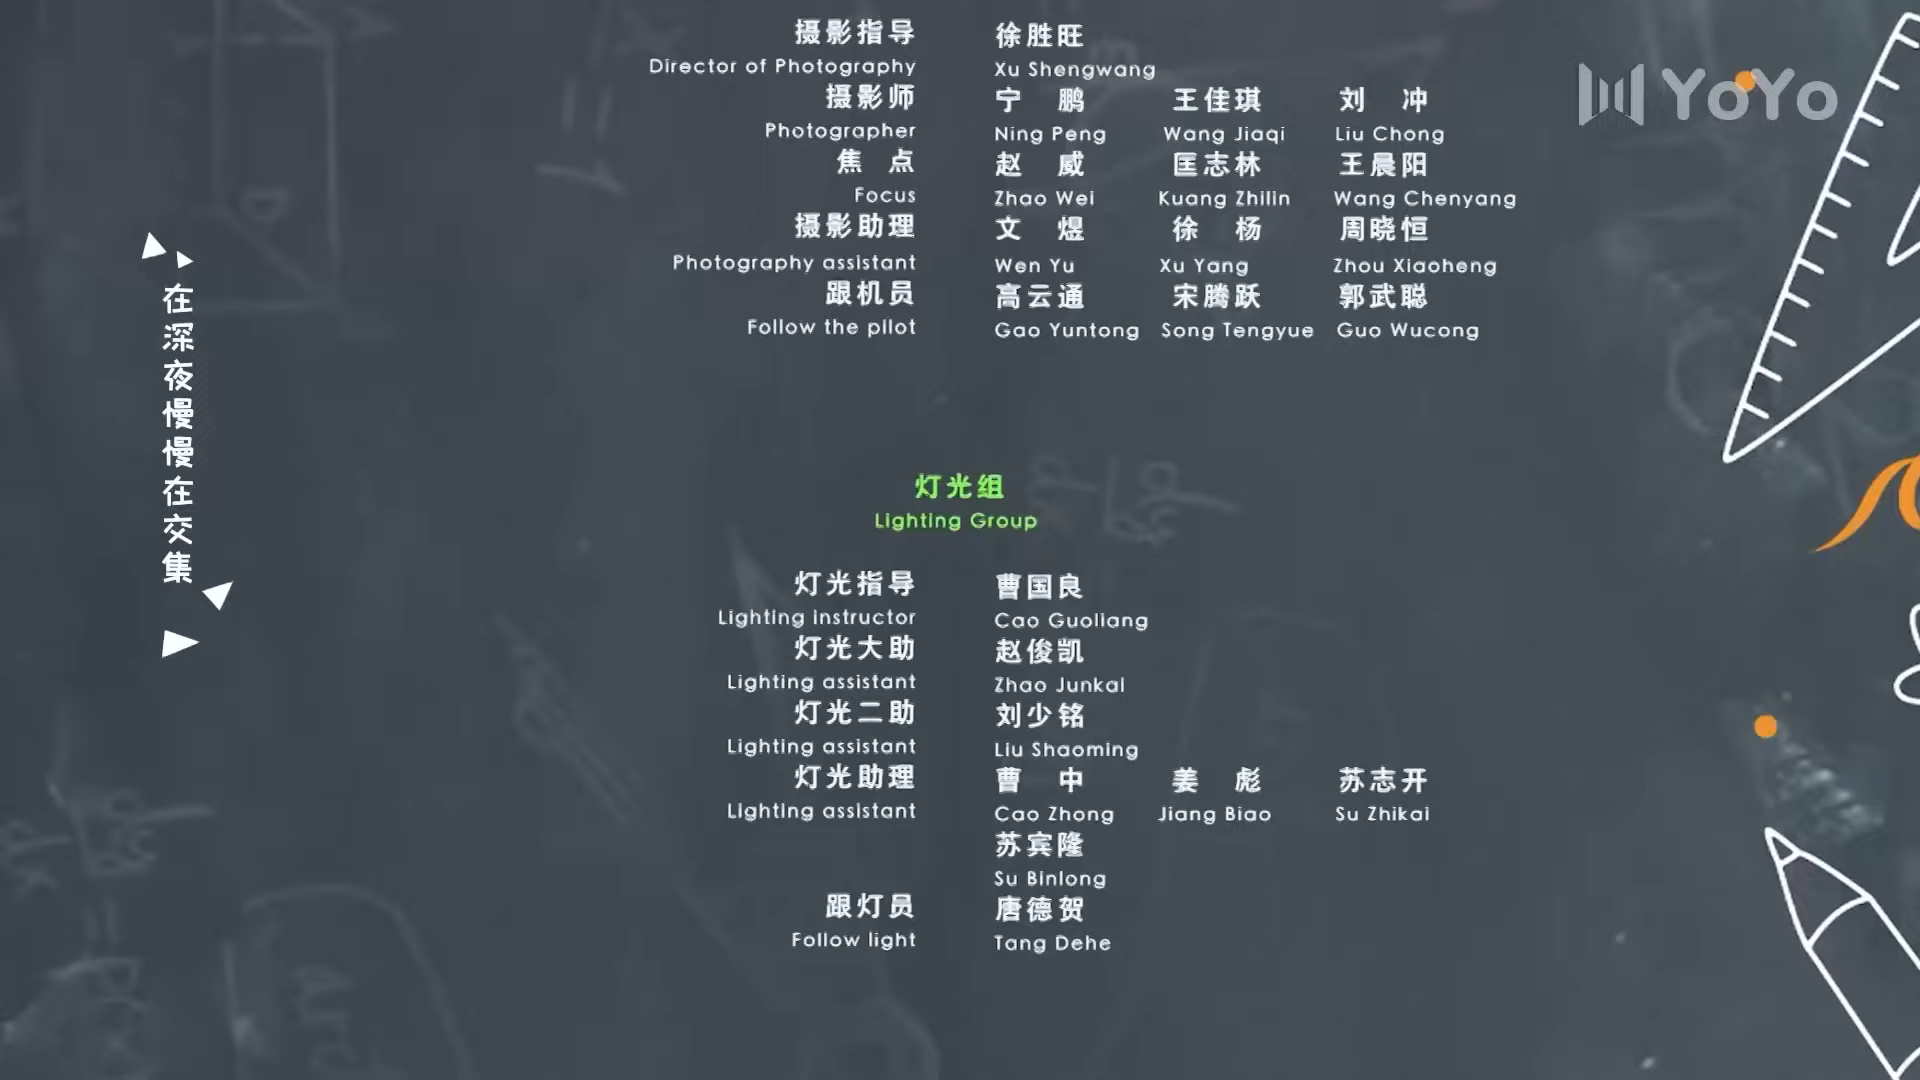 摄影指导 徐胜旺
Director of Photography Xu Shengwang
摄影师 宁 鹏 王佳琪 刘 冲
Photographer Ning Peng Wang Jiaqi Liu Chong
焦 点 赵 威 匡志林 王晨阳
Focus Zhao Wei Kuang Zhilin Wang Chenyang
摄影助理 文 煜 徐 杨 周晓恒
Photography assistant Wen Yu Xu Yang Zhou Xiaoheng
跟机员 高云通 宋腾跃 郭武聪
Follow the pilot Gao Yuntong Song Tengyue Guo Wucong
YoYo
在深夜慢慢在交集
灯光组
Lighting Group
灯光指导 曹国良
Lighting instructor Cao Guoliang
灯光大助 赵俊凯
Lighting assistant Zhao Junkai
灯光二助 刘少铭
Lighting assistant Liu Shaoming
灯光助理 曹 中 姜 彪 苏志开
Lighting assistant Cao Zhong Jiang Biao Su Zhikai
苏宾隆
Su Binlong
跟灯员 唐德贺
Follow light Tang Dehe